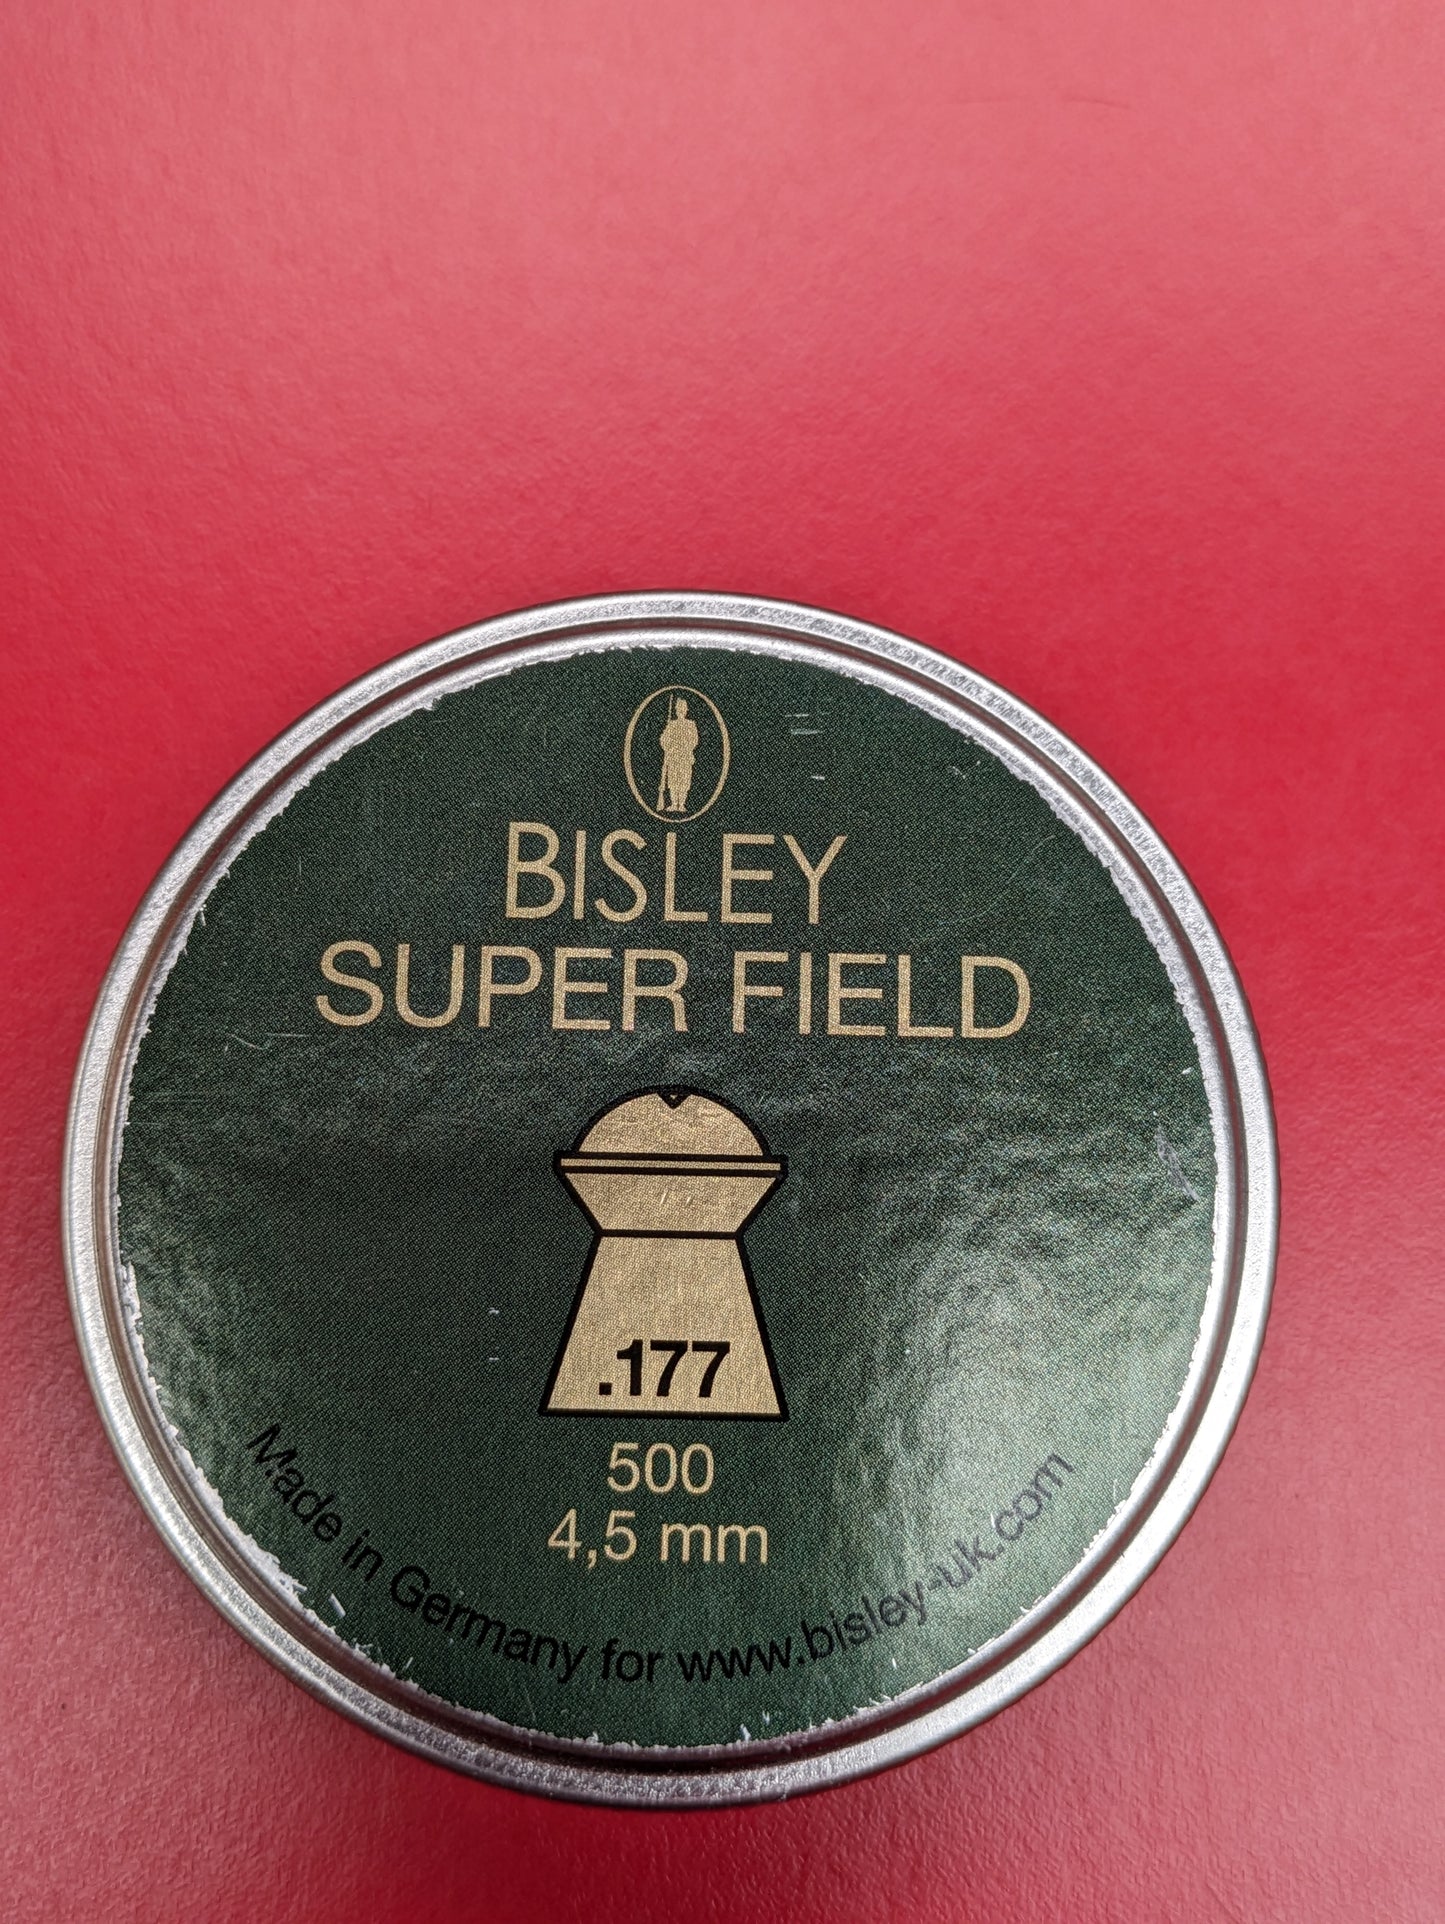 BISLEY
SUPER FIELD
.177
500
4,5 mm
Made in Germany for www.bisley-uk.com